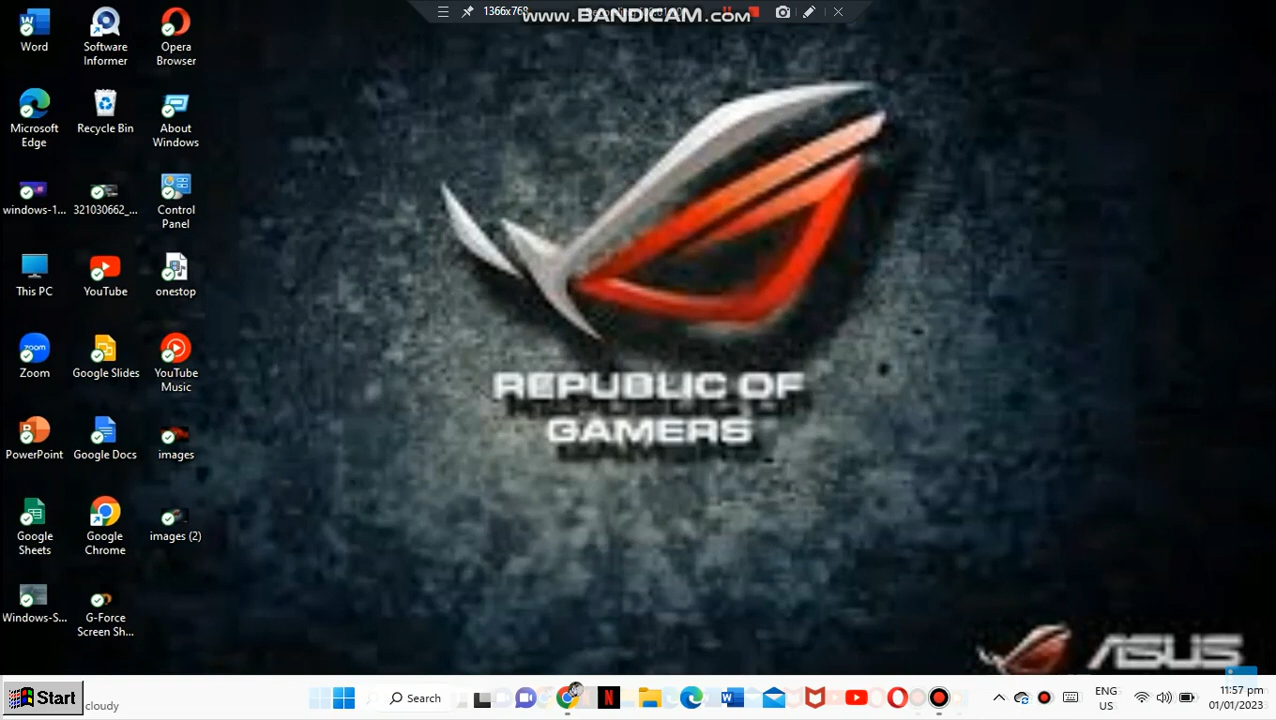 1366x768
www.BANDICAM.com
Word
Software
Informer
Opera
Browser
Microsoft
Edge
Recycle Bin
About
Windows
windows-1...
321030662_...
Control
Panel
This PC
YouTube
onestop
zoom
Zoom
Google Slides
YouTube
Music
PowerPoint
Google Docs
images
Google
Sheets
Google
Chrome
images (2)
Windows-S...
G-Force
Screen Sh...
REPUBLIC OF
GAMERS
ASUS
Start
cloudy
Search
ENG
US
11:57 pm
01/01/2023